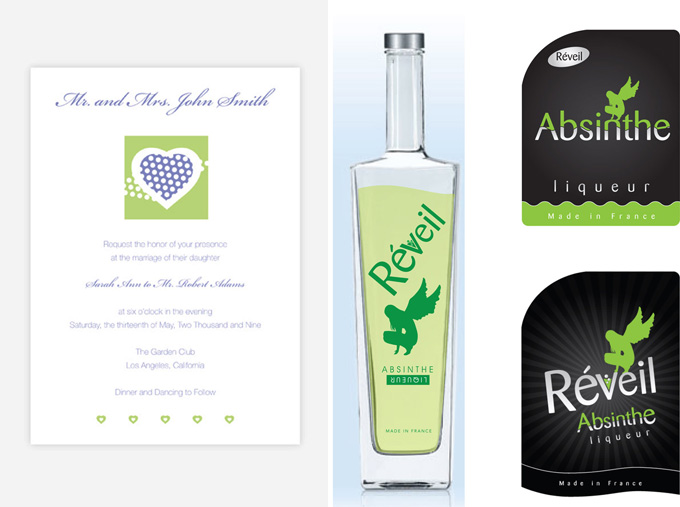 Mr. and Mrs. John Smith
Request the honor of your presence
at the marriage of their daughter
Sarah Ann to Mr. Robert Adams
at six o'clock in the evening
Saturday, the thirteenth of May, Two Thousand and Nine
The Garden Club
Los Angeles, California
Dinner and Dancing to Follow
Réveil
ABSINTHE
LIQUEUR
MADE IN FRANCE
Réveil
Absinthe
liqueur
Made in France
Réveil
Absinthe
liqueur
Made in France